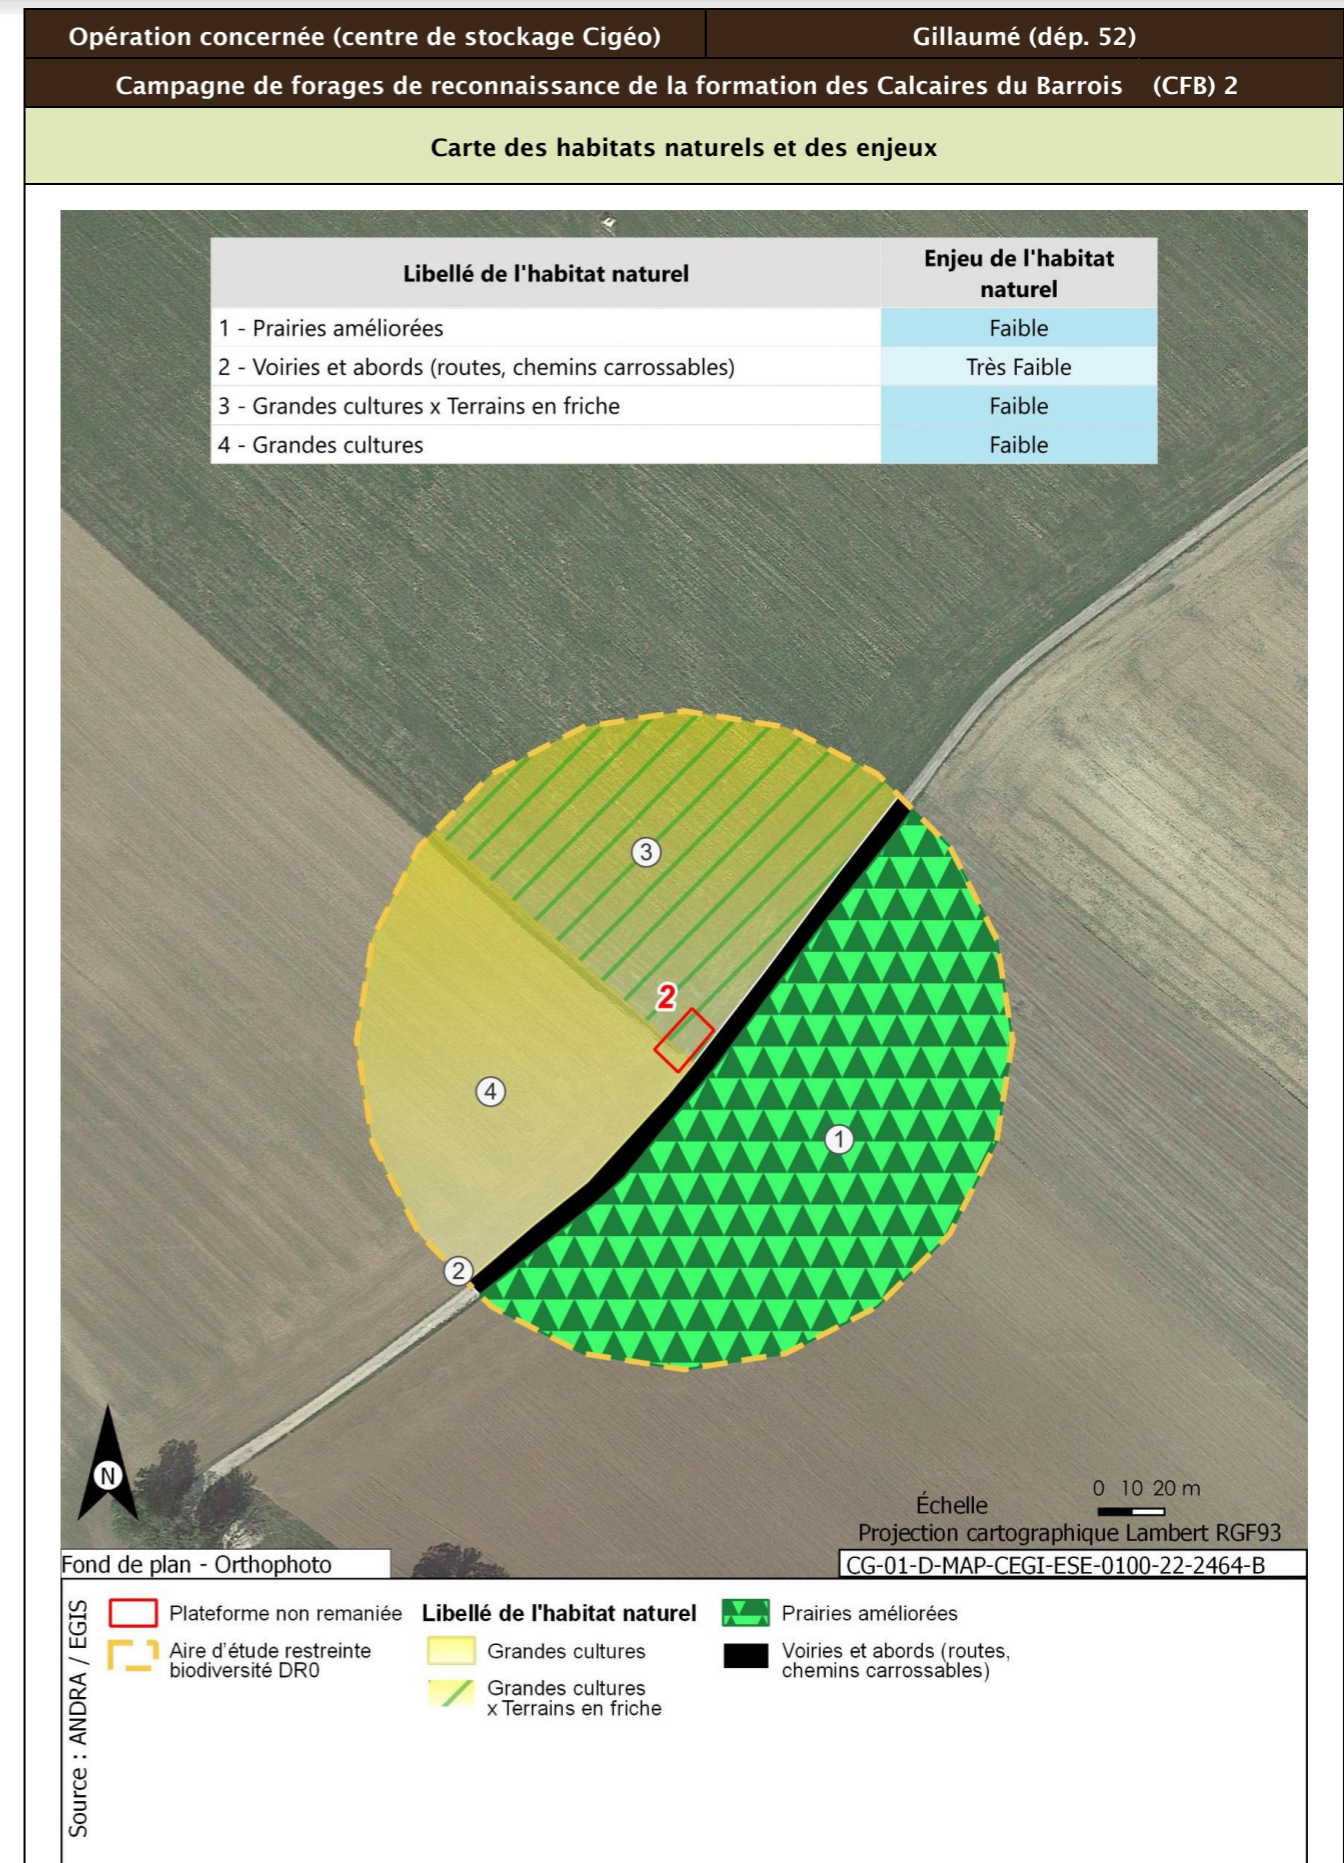 Opération concernée (centre de stockage Cigéo)
Gillaumé (dép. 52)
Campagne de forages de reconnaissance de la formation des Calcaires du Barrois (CFB) 2
Carte des habitats naturels et des enjeux
Libellé de l'habitat naturel
Enjeu de l'habitat
naturel
1 - Prairies améliorées
Faible
2 - Voiries et abords (routes, chemins carrossables)
Très Faible
3 - Grandes cultures x Terrains en friche
Faible
4 - Grandes cultures
Faible
3
2
4
1
2
N
0 10 20 m
Échelle
Projection cartographique Lambert RGF93
Fond de plan - Orthophoto
CG-01-D-MAP-CEGI-ESE-0100-22-2464-B
Source : ANDRA / EGIS
Plateforme non remaniée
Aire d'étude restreinte
biodiversité DR0
Libellé de l'habitat naturel
Grandes cultures
Grandes cultures
x Terrains en friche
Prairies améliorées
Voiries et abords (routes,
chemins carrossables)